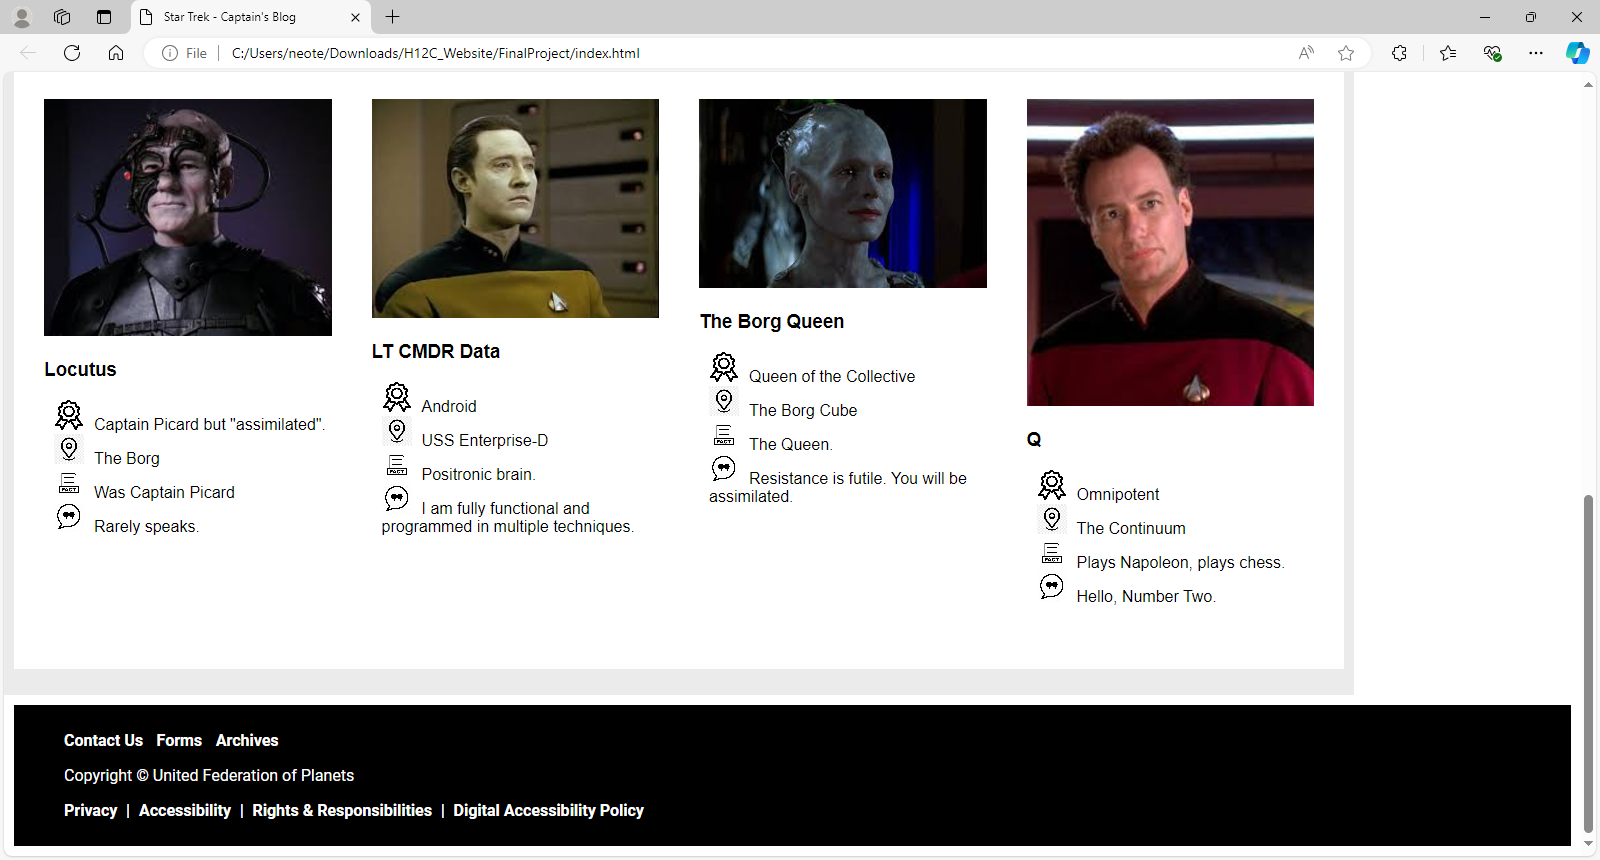 Star Trek - Captain's Blog
File
C:/Users/neote/Downloads/H12C_Website/FinalProject/index.html
Locutus
Captain Picard but "assimilated".
The Borg
FACT
Was Captain Picard
Rarely speaks.
LT CMDR Data
Android
USS Enterprise-D
FACT
Positronic brain.
I am fully functional and
programmed in multiple techniques.
The Borg Queen
Queen of the Collective
The Borg Cube
FACT
The Queen.
Resistance is futile. You will be
assimilated.
Q
Omnipotent
The Continuum
FACT
Plays Napoleon, plays chess.
Hello, Number Two.
Contact Us Forms Archives
Copyright © United Federation of Planets
Privacy | Accessibility | Rights & Responsibilities | Digital Accessibility Policy